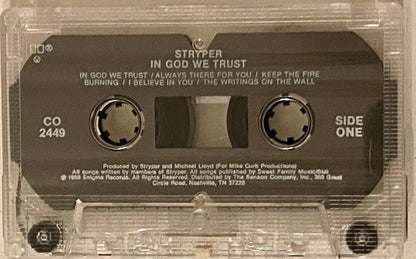 STRYPER
IN GOD WE TRUST
IN GOD WE TRUST / ALWAYS THERE FOR YOU / KEEP THE FIRE
BURNING / I BELIEVE IN YOU / THE WRITINGS ON THE WALL
CO
2449
SIDE
ONE
Produced by Stryper and Michael Lloyd (For Mike Curb Productions)
All songs written by members of Stryper. All songs published by Sweet Family Music/BMI
© 1988 Enigma Records. All Rights Reserved. Distributed by The Benson Company, Inc., 365 Great
Circle Road, Nashville, TN 37228